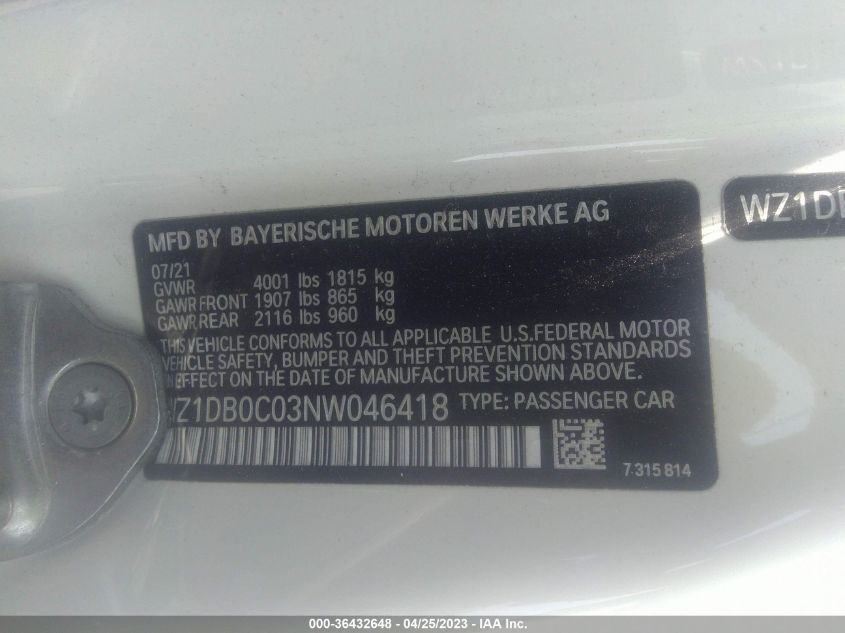 MFD BY BAYERISCHE MOTOREN WERKE AG
WZ1D
07/21
GVWR 4001 lbs 1815 kg
GAWR FRONT 1907 lbs 865 kg
GAWR REAR 2116 lbs 960 kg
THIS VEHICLE CONFORMS TO ALL APPLICABLE U.S.FEDERAL MOTOR
VEHICLE SAFETY, BUMPER AND THEFT PREVENTION STANDARDS
IN EFFECT ON THE DATE OF MANUFACTURE SHOWN ABOVE.
Z1DB0C03NW046418 TYPE: PASSENGER CAR
7 315 814
000-36432648 - 04/25/2023 - IAA Inc.